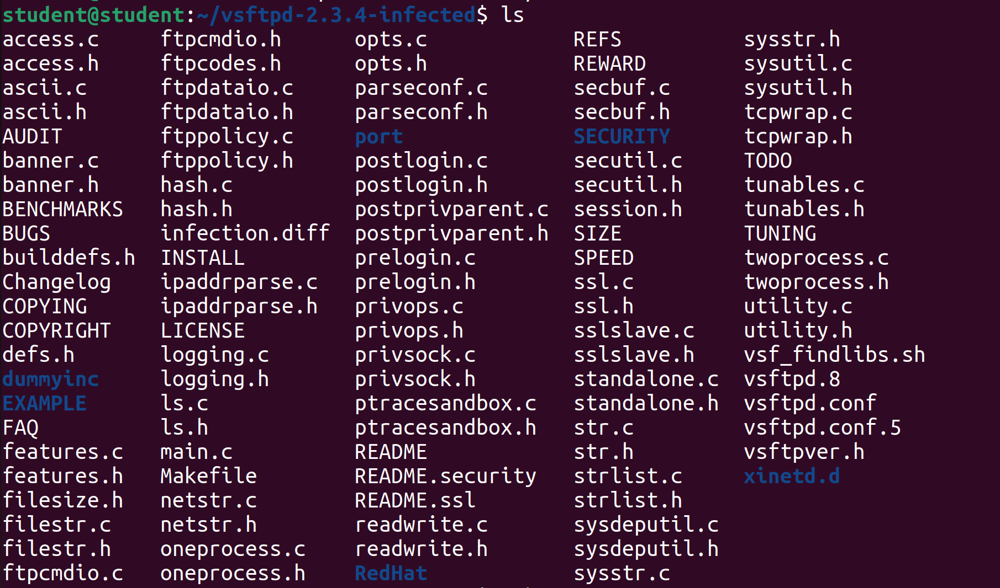 student@student:~/vsftpd-2.3.4-infected$ ls
access.c ftpcmdio.h opts.c REFS sysstr.h
access.h ftpcodes.h opts.h REWARD sysutil.c
ascii.c ftpdataio.c parseconf.c secbuf.c sysutil.h
ascii.h ftpdataio.h parseconf.h secbuf.h tcpwrap.c
AUDIT ftppolicy.c port SECURITY tcpwrap.h
banner.c ftppolicy.h postlogin.c secutil.c TODO
banner.h hash.c postlogin.h secutil.h tunables.c
BENCHMARKS hash.h postprivparent.c session.h tunables.h
BUGS infection.diff postprivparent.h SIZE TUNING
builddefs.h INSTALL prelogin.c SPEED twoprocess.c
Changelog ipaddrparse.c prelogin.h ssl.c twoprocess.h
COPYING ipaddrparse.h privops.c ssl.h utility.c
COPYRIGHT LICENSE privops.h sslslave.c utility.h
defs.h logging.c privsock.c sslslave.h vsf_findlibs.sh
dummyinc logging.h privsock.h standalone.c vsftpd.8
EXAMPLE ls.c ptracesandbox.c standalone.h vsftpd.conf
FAQ ls.h ptracesandbox.h str.c vsftpd.conf.5
features.c main.c README str.h vsftpver.h
features.h Makefile README.security strlist.c xinetd.d
filesize.h netstr.c README.ssl strlist.h
filestr.c netstr.h readwrite.c sysdeputil.c
filestr.h oneprocess.c readwrite.h sysdeputil.h
ftpcmdio.c oneprocess.h RedHat sysstr.c